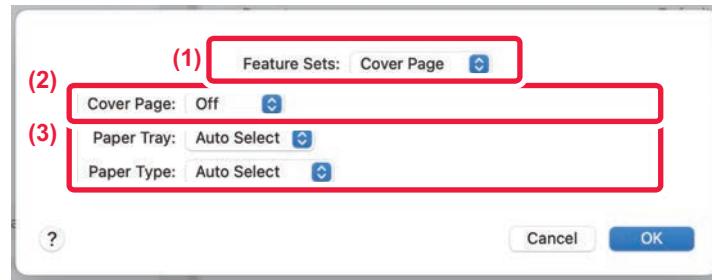 (1)
Feature Sets: Cover Page
(2)
Cover Page: Off
(3)
Paper Tray: Auto Select
Paper Type: Auto Select
?
Cancel OK